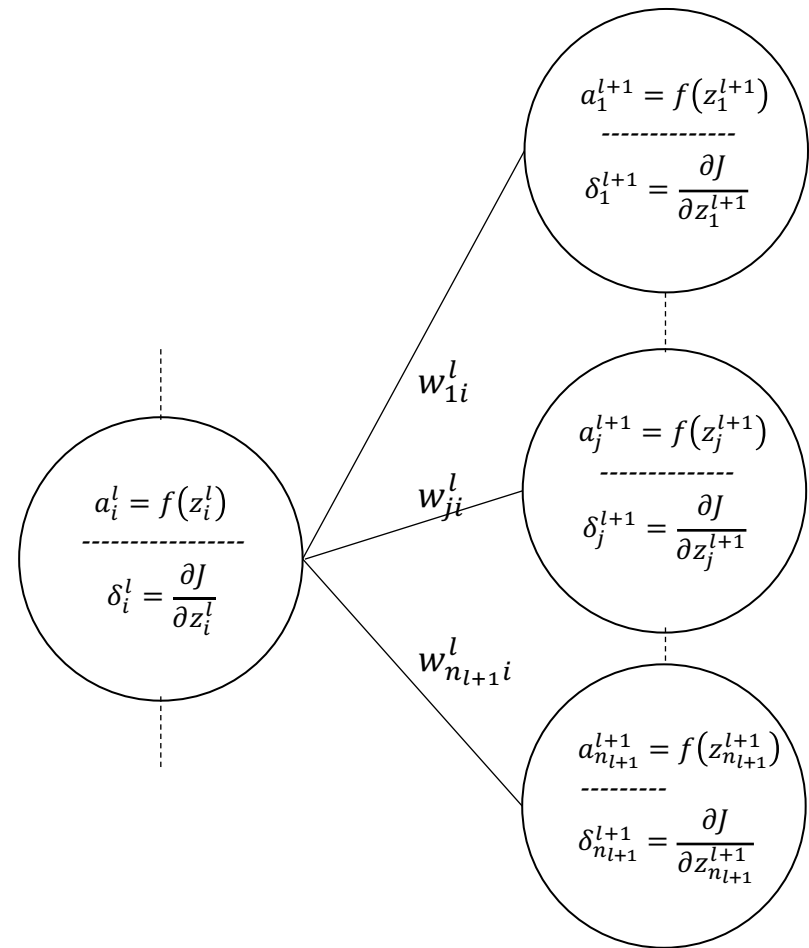 a_1^{l+1} = f(z_1^{l+1})
--------------
δ_1^{l+1} = ∂J / ∂z_1^{l+1}
w_{1i}^l
a_j^{l+1} = f(z_j^{l+1})
--------------
δ_j^{l+1} = ∂J / ∂z_j^{l+1}
w_{ji}^l
a_i^l = f(z_i^l)
-----------------
δ_i^l = ∂J / ∂z_i^l
w_{n_{l+1}i}^l
a_{n_{l+1}}^{l+1} = f(z_{n_{l+1}}^{l+1})
---------
δ_{n_{l+1}}^{l+1} = ∂J / ∂z_{n_{l+1}}^{l+1}